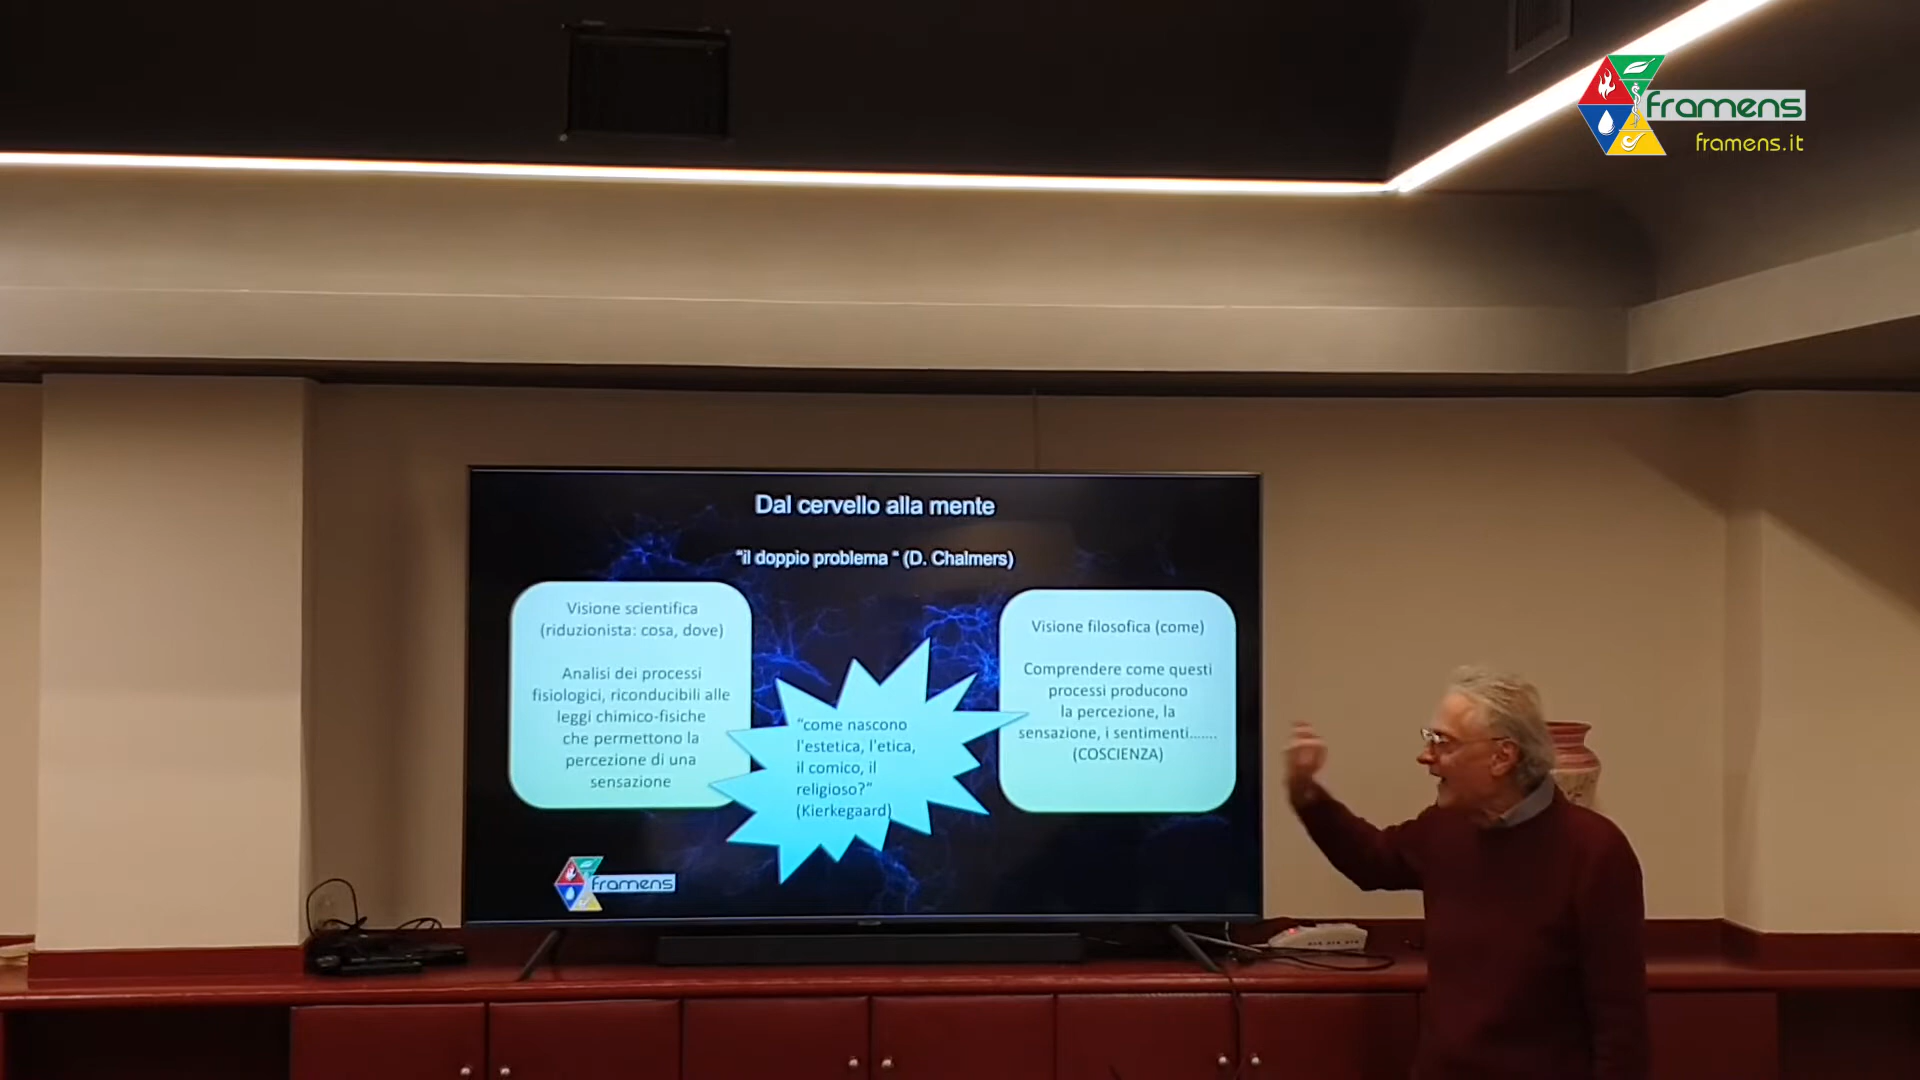 framens
framens.it
Dal cervello alla mente
"il doppio problema " (D. Chalmers)
Visione scientifica
(riduzionista: cosa, dove)
Analisi dei processi
fisiologici, riconducibili alle
leggi chimico-fisiche
che permettono la
percezione di una
sensazione
"come nascono
l'estetica, l'etica,
il comico, il
religioso?"
(Kierkegaard)
Visione filosofica (come)
Comprendere come questi
processi producono
la percezione, la
sensazione, i sentimenti.......
(COSCIENZA)
framens